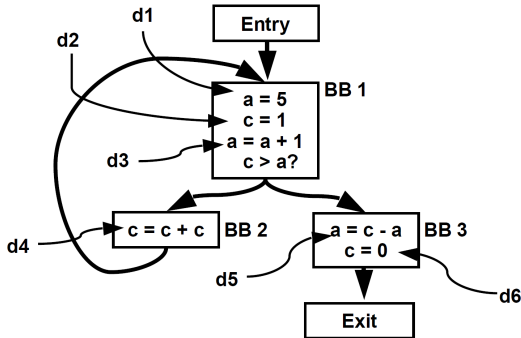 d1
Entry
d2
BB 1
a = 5
c = 1
a = a + 1
d3
c > a?
c = c + c
BB 2
a = c - a
BB 3
d4
c = 0
d5
d6
Exit